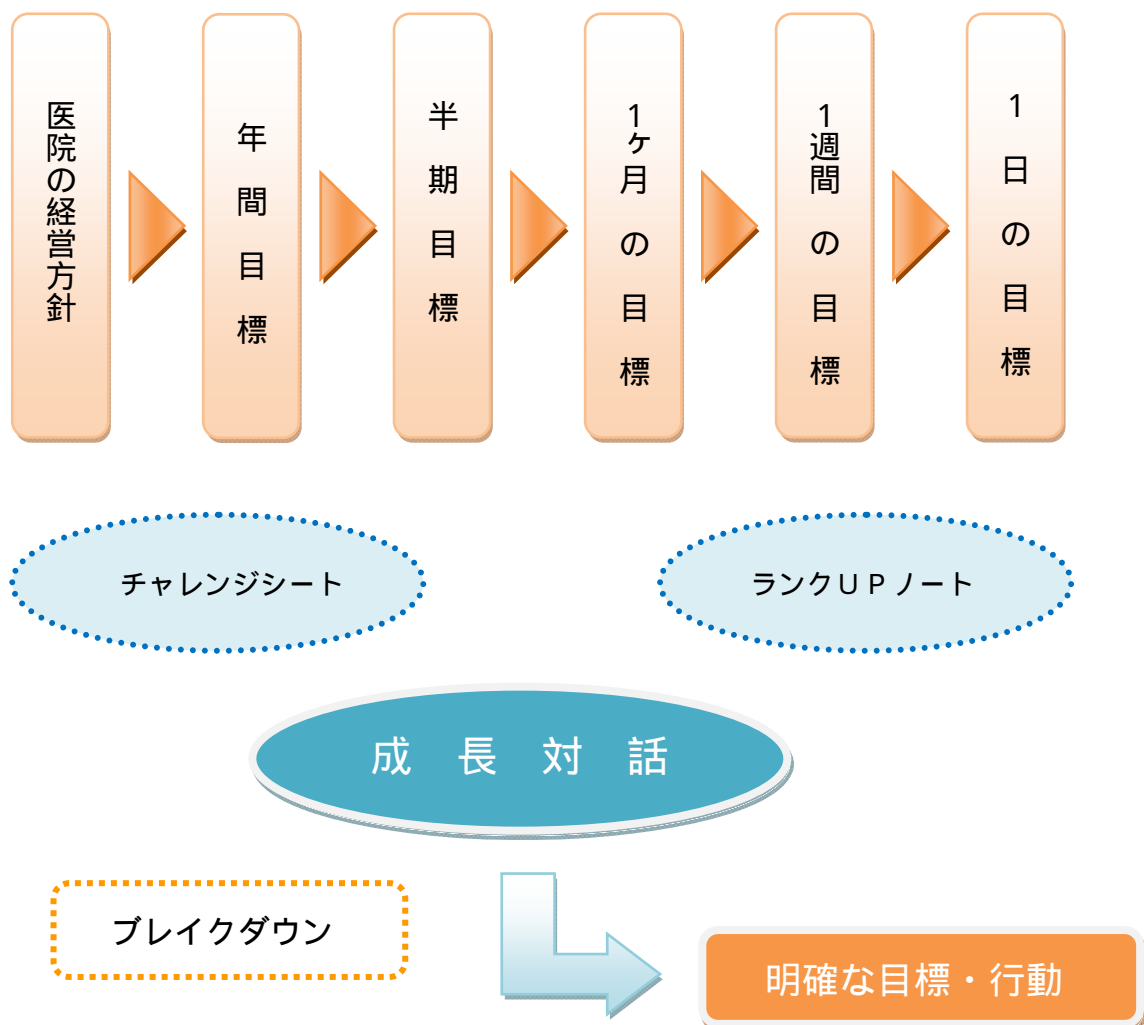 医院の経営方針
年間目標
半期目標
1ヶ月の目標
1週間の目標
1日の目標
チャレンジシート
ランクUPノート
成長対話
ブレイクダウン
明確な目標・行動